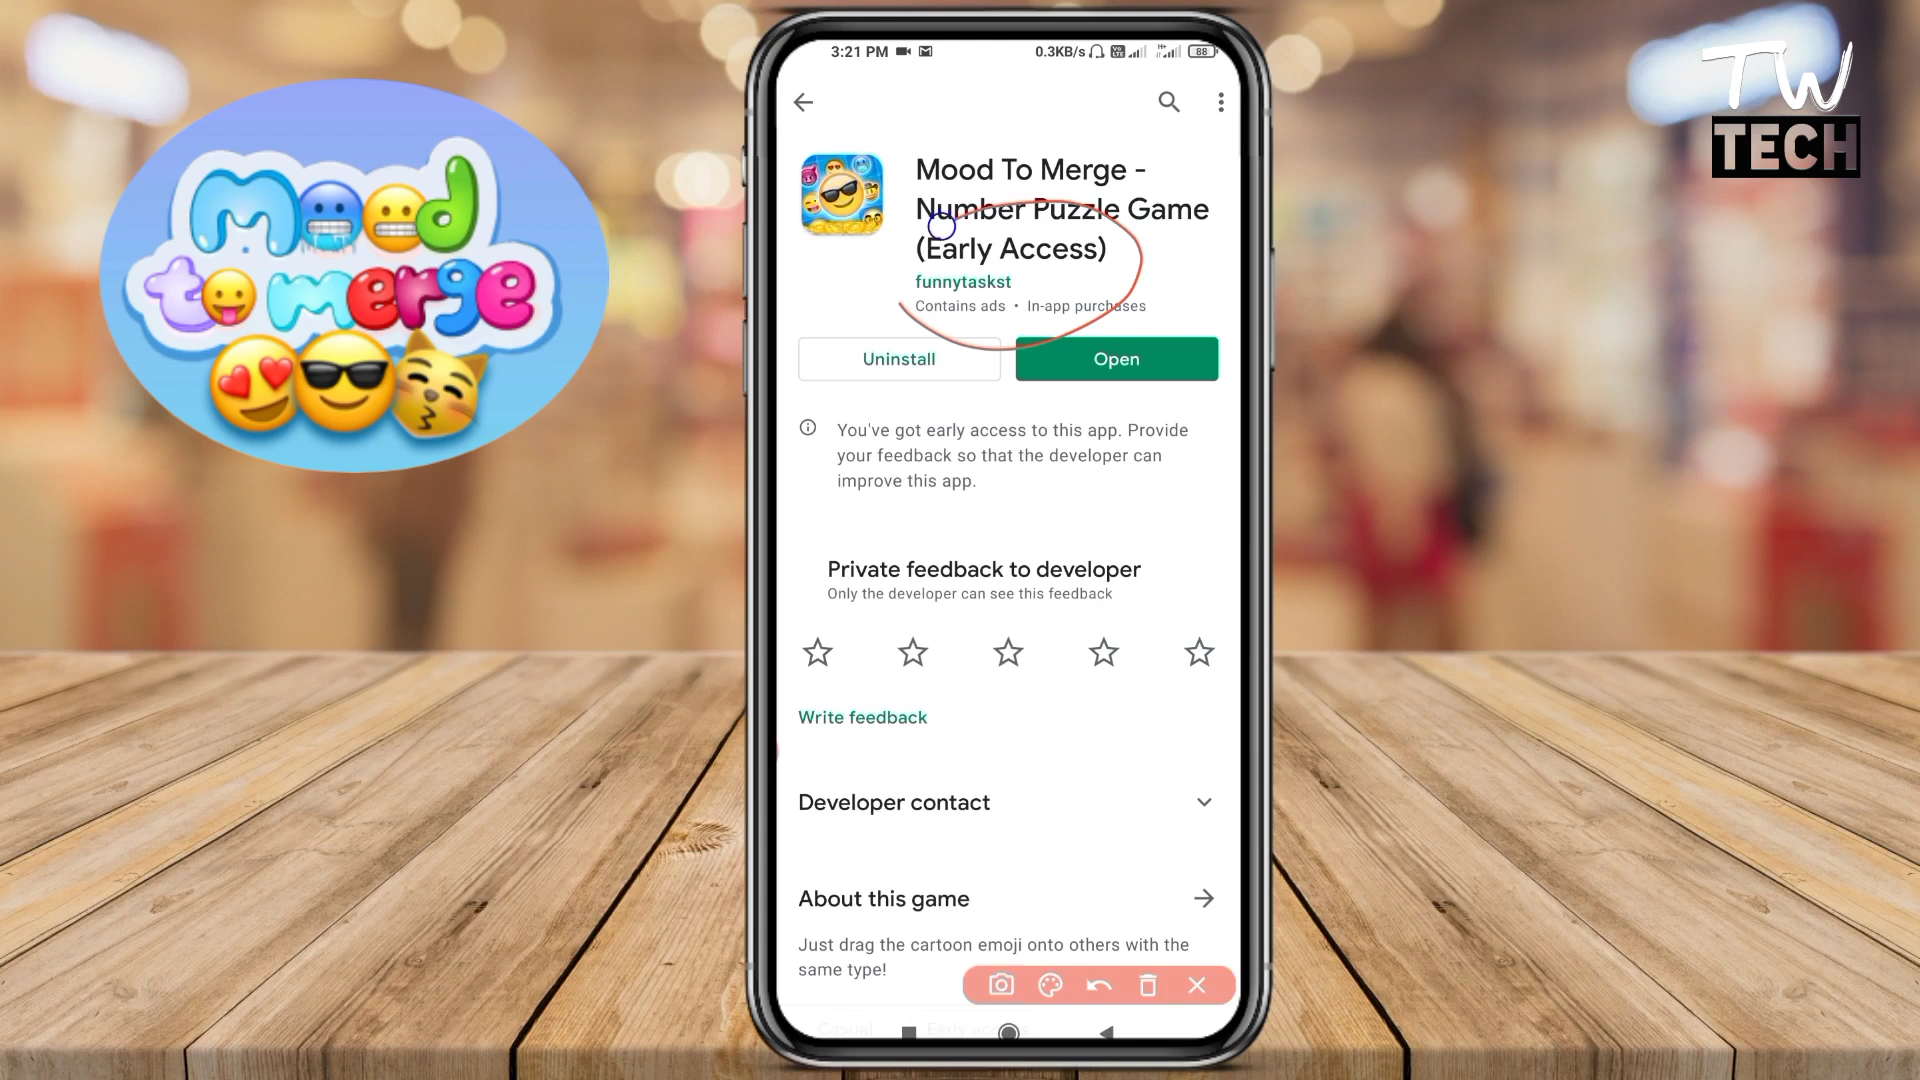 mood
to merge
TW
TECH
3:21 PM
0.3KB/s
88
Mood To Merge -
Number Puzzle Game
(Early Access)
funnytaskst
Contains ads • In-app purchases
Uninstall
Open
You've got early access to this app. Provide
your feedback so that the developer can
improve this app.
Private feedback to developer
Only the developer can see this feedback
Write feedback
Developer contact
About this game
Just drag the cartoon emoji onto others with the
same type!
Casual
Early access